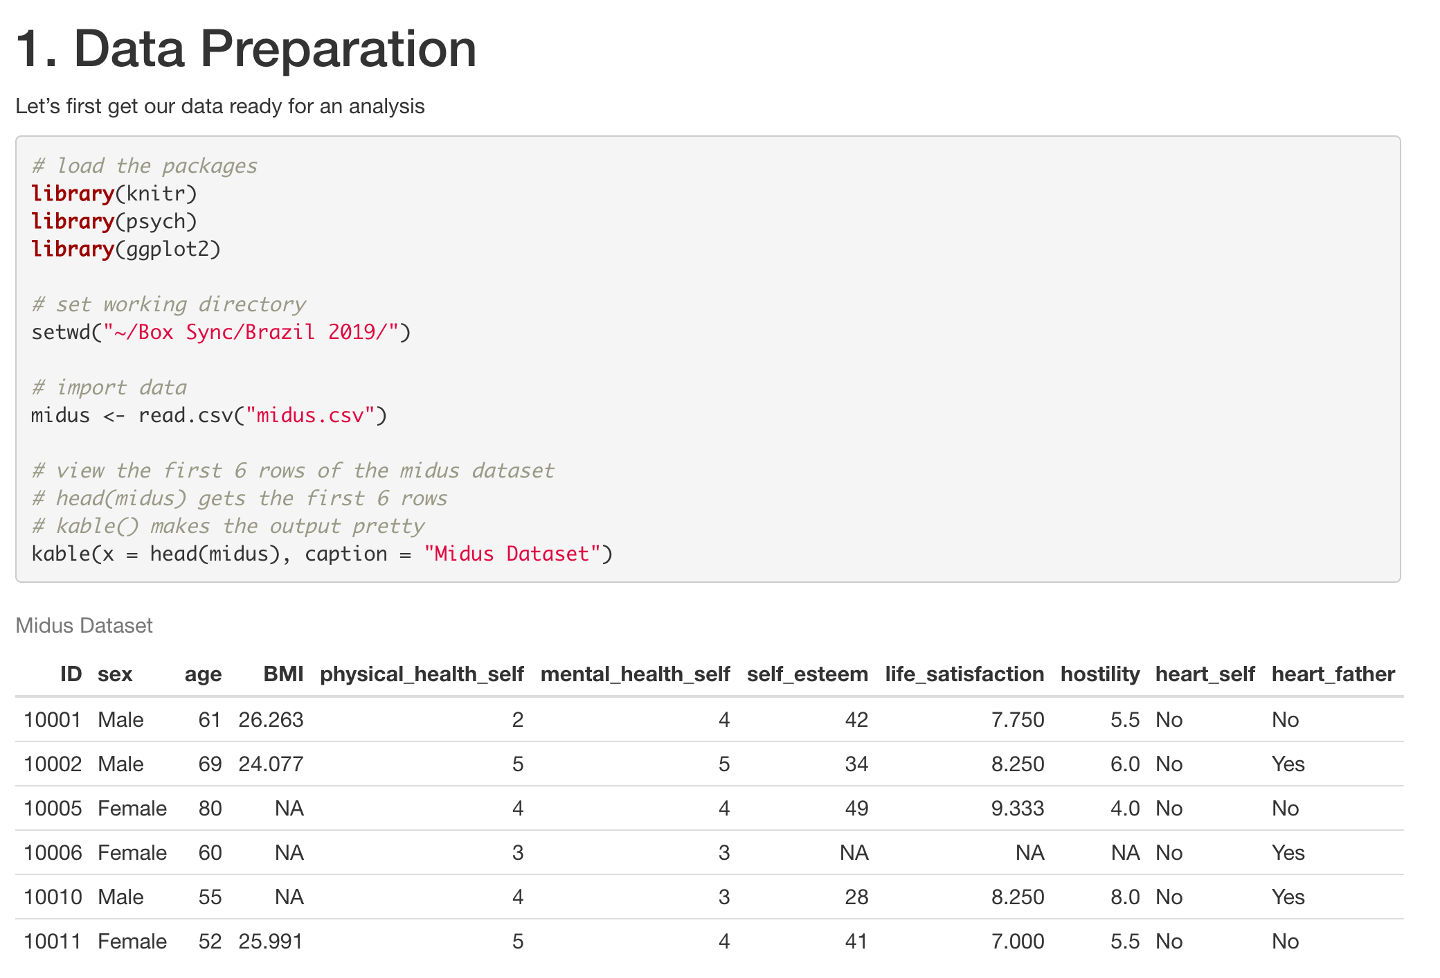 1. Data Preparation
Let’s first get our data ready for an analysis
# load the packages
library(knitr)
library(psych)
library(ggplot2)
# set working directory
setwd("~/Box Sync/Brazil 2019/")
# import data
midus <- read.csv("midus.csv")
# view the first 6 rows of the midus dataset
# head(midus) gets the first 6 rows
# kable() makes the output pretty
kable(x = head(midus), caption = "Midus Dataset")
Midus Dataset
ID sex age BMI physical_health_self mental_health_self self_esteem life_satisfaction hostility heart_self heart_father
10001 Male 61 26.263 2 4 42 7.750 5.5 No No
10002 Male 69 24.077 5 5 34 8.250 6.0 No Yes
10005 Female 80 NA 4 4 49 9.333 4.0 No No
10006 Female 60 NA 3 3 NA NA NA No Yes
10010 Male 55 NA 4 3 28 8.250 8.0 No Yes
10011 Female 52 25.991 5 4 41 7.000 5.5 No No